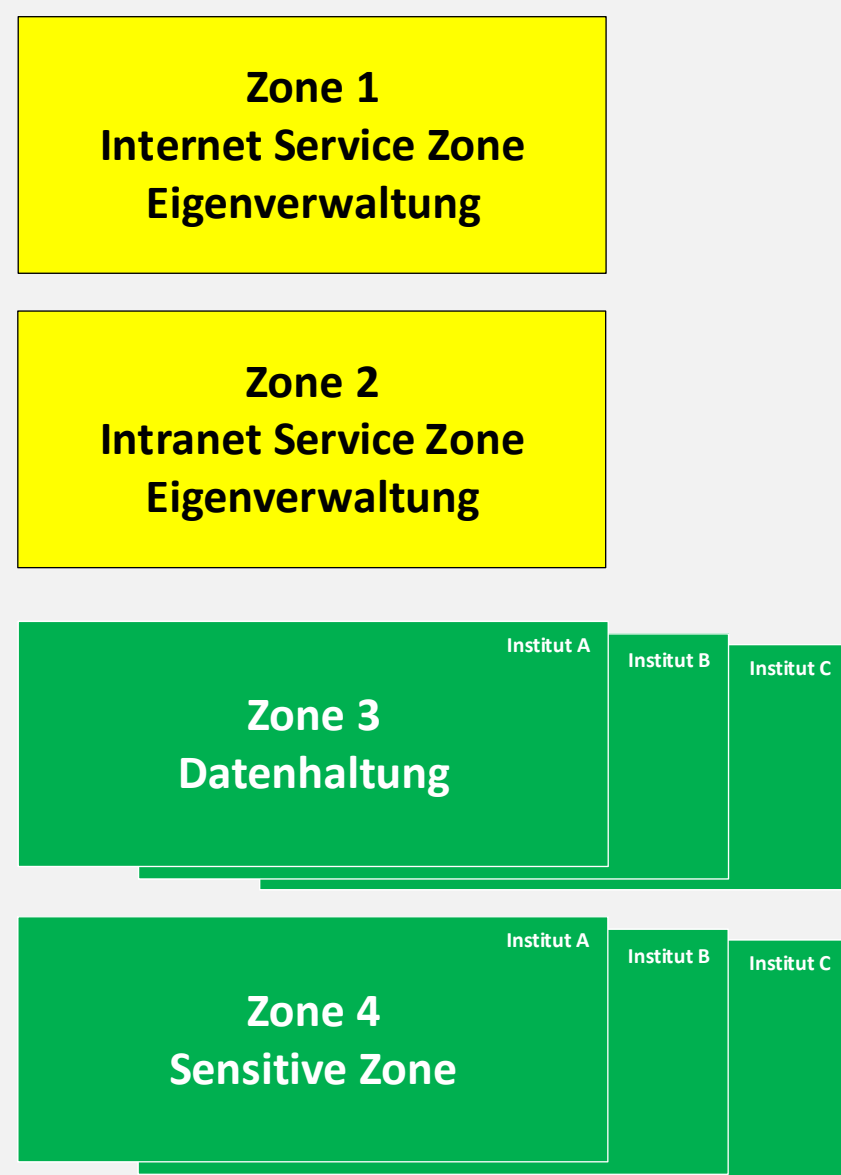 Zone 1
Internet Service Zone
Eigenverwaltung
Zone 2
Intranet Service Zone
Eigenverwaltung
Institut A
Institut B
Institut C
Zone 3
Datenhaltung
Institut A
Institut B
Institut C
Zone 4
Sensitive Zone